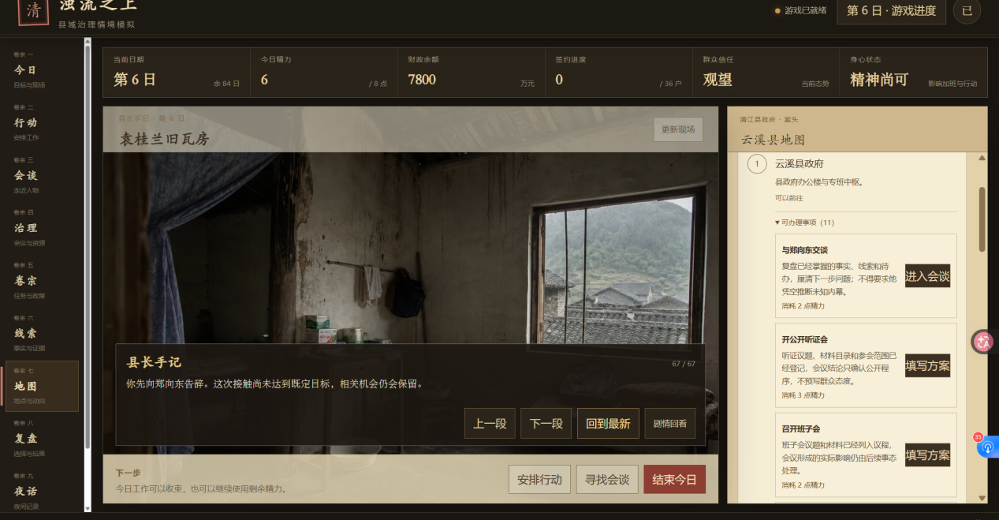 清
浊流之上
县域治理情境模拟
游戏已就绪
第 6 日 · 游戏进度
已
卷宗 一
今日
目标与现场
卷宗 二
行动
安排工作
卷宗 三
会谈
走近人物
卷宗 四
治理
会议与资源
卷宗 五
卷宗
任务与政策
卷宗 六
线索
事实与证据
卷宗 七
地图
地点与动向
卷宗 八
复盘
选择与后果
卷宗 九
夜话
夜间记录
当前日期
第 6 日
余 84 日
今日精力
6
/ 8 点
财政余额
7800
万元
签约进度
0
/ 36 户
群众信任
观望
当前态势
身心状态
精神尚可
影响加班与行动
县长手记 · 第 6 日
袁桂兰旧瓦房
更新现场
县长手记
67 / 67
你先向郑向东告辞。这次接触尚未达到既定目标，相关机会仍会保留。
上一段
下一段
回到最新
剧情回看
下一步
今日工作可以收束，也可以继续使用剩余精力。
安排行动
寻找会谈
结束今日
清江县政府 · 案头
云溪县地图
1
云溪县政府
县政府办公楼与专班中枢。
可以前往
▾可办理事项（11）
与郑向东交谈
复盘已经掌握的事实、线索和待
办，厘清下一步问题；不得要求他
凭空推断未知内幕。
消耗 2 点精力
进入会谈
开公开听证会
听证议题、材料目录和参会范围已
经登记，会议结论只确认公开程
序，不预写群众态度。
消耗 3 点精力
填写方案
召开班子会
班子会议题和材料已经列入议程，
会议形成的实际影响仍由后续事态
处理。
消耗 2 点精力
填写方案
35